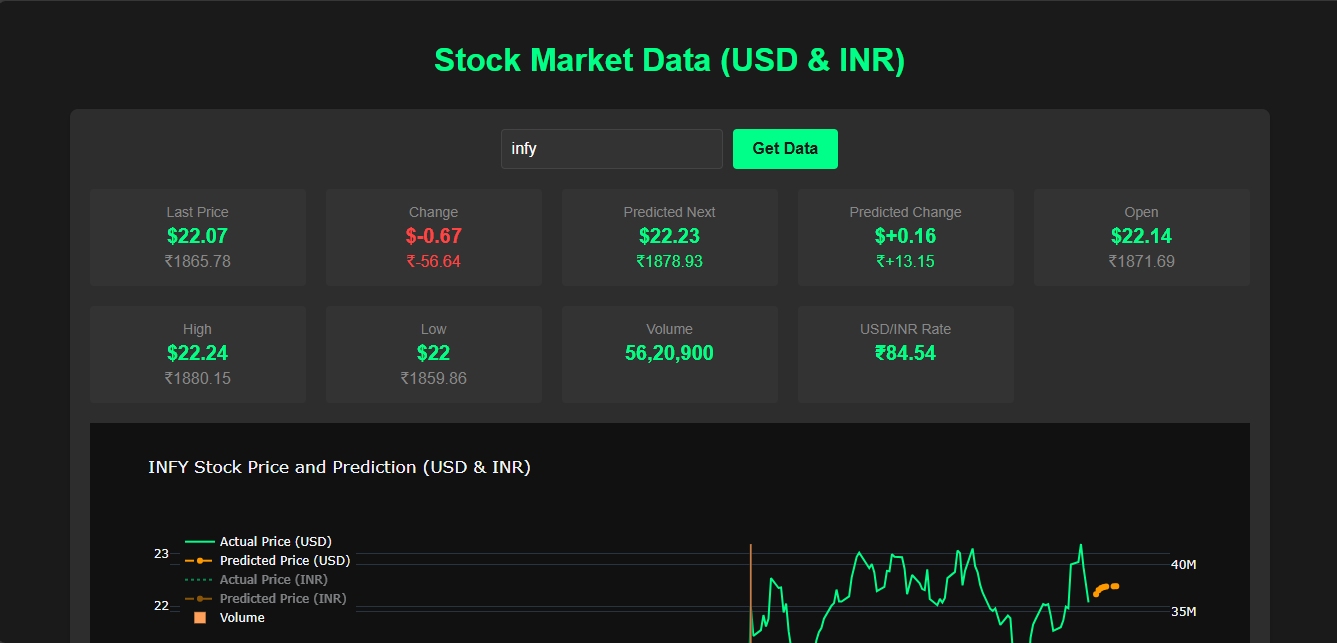 Stock Market Data (USD & INR)
infy
Get Data
Last Price
$22.07
₹1865.78
Change
$-0.67
₹-56.64
Predicted Next
$22.23
₹1878.93
Predicted Change
$+0.16
₹+13.15
Open
$22.14
₹1871.69
High
$22.24
₹1880.15
Low
$22
₹1859.86
Volume
56,20,900
USD/INR Rate
₹84.54
INFY Stock Price and Prediction (USD & INR)
Actual Price (USD)
Predicted Price (USD)
Actual Price (INR)
Predicted Price (INR)
Volume
23
22
40M
35M